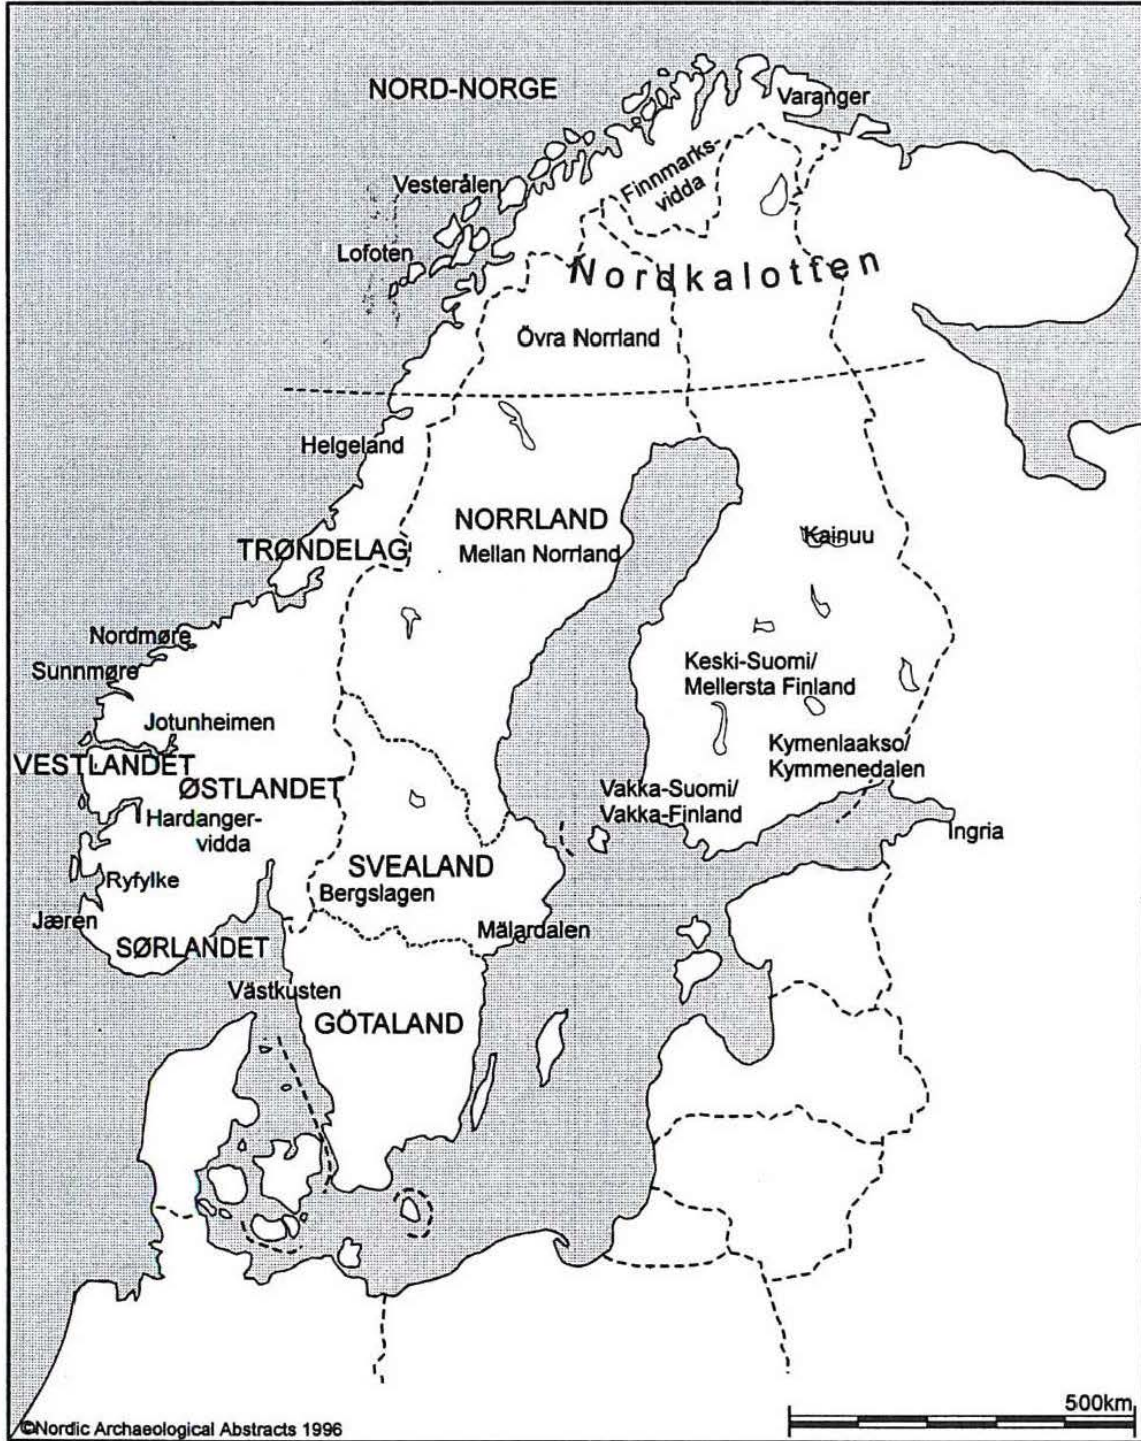 NORD-NORGE
Varanger
Finnmarks-
vidda
Vesterålen
Lofoten
Nordkalotten
Övra Norrland
Helgeland
NORRLAND
Mellan Norrland
TRØNDELAG
Kainuu
Nordmøre
Sunnmøre
Keski-Suomi/
Mellersta Finland
Jotunheimen
Kymenlaakso/
Kymmenedalen
VESTLANDET
ØSTLANDET
Vakka-Suomi/
Vakka-Finland
Hardanger-
vidda
Ingria
SVEALAND
Ryfylke
Bergslagen
Jæren
Mälardalen
SØRLANDET
Västkusten
GÖTALAND
500km
©Nordic Archaeological Abstracts 1996